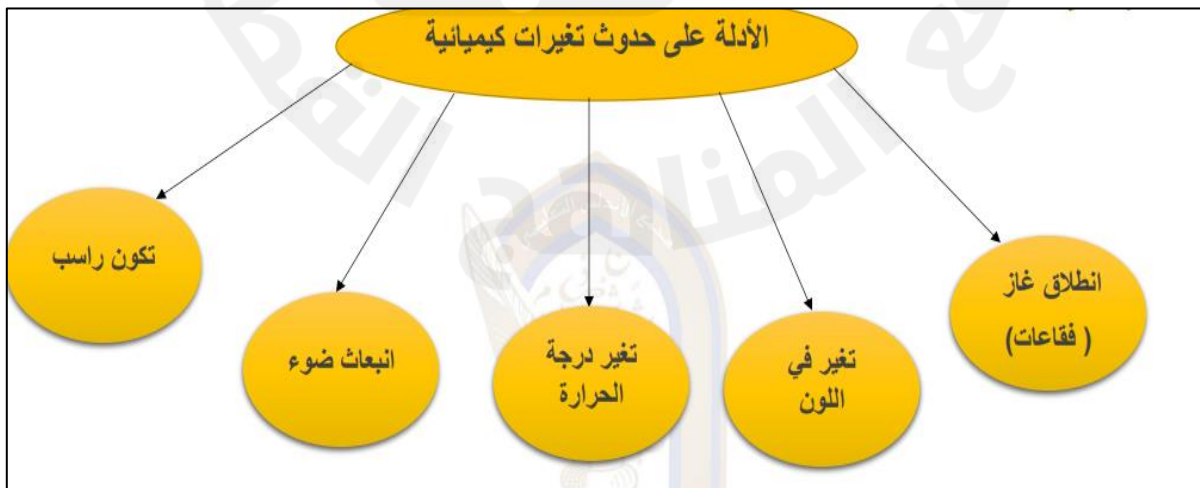 الأدلة على حدوث تغيرات كيميائية
انطلاق غاز
( فقاعات)
تغير في
اللون
تغير درجة
الحرارة
انبعاث ضوء
تكون راسب